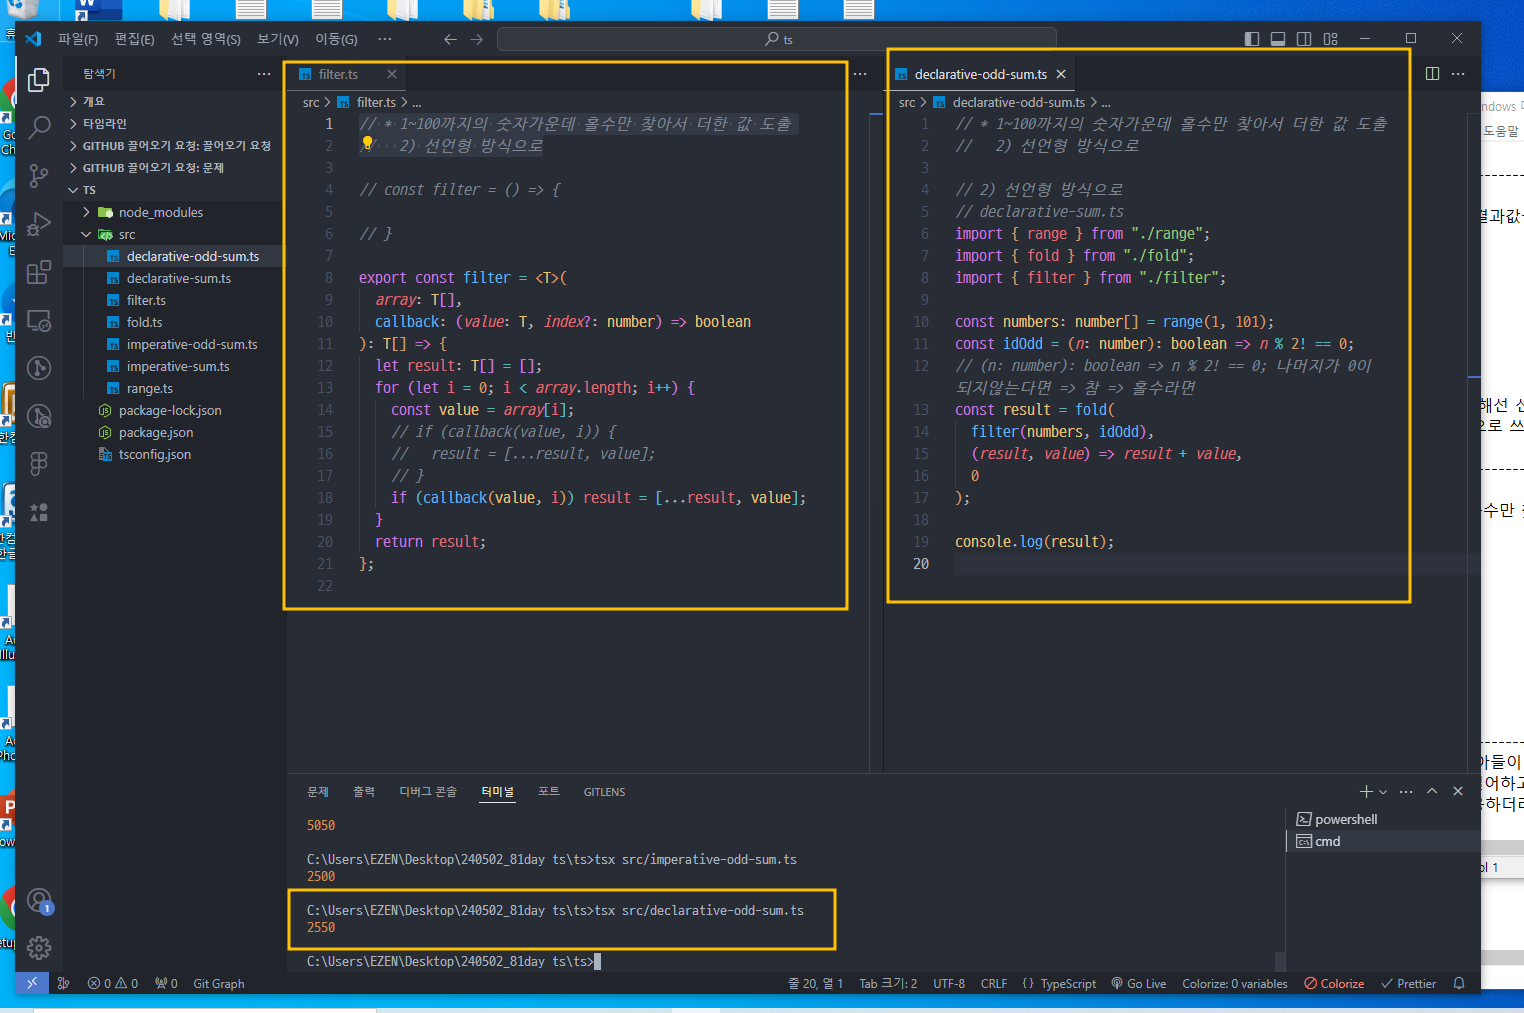 파일(F) 편집(E) 선택 영역(S) 보기(V) 이동(G) ··· ts
탐색기 ···
개요
타임라인
GITHUB 끌어오기 요청: 끌어오기 요청
GITHUB 끌어오기 요청: 문제
TS
node_modules
src
declarative-odd-sum.ts
declarative-sum.ts
filter.ts
fold.ts
imperative-odd-sum.ts
imperative-sum.ts
range.ts
package-lock.json
package.json
tsconfig.json
filter.ts
src > filter.ts > ...
1 // * 1~100까지의 숫자가운데 홀수만 찾아서 더한 값 도출
2 // 2) 선언형 방식으로
3
4 // const filter = () => {
5
6 // }
7
8 export const filter = <T>(
9 array: T[],
10 callback: (value: T, index?: number) => boolean
11 ): T[] => {
12 let result: T[] = [];
13 for (let i = 0; i < array.length; i++) {
14 const value = array[i];
15 // if (callback(value, i)) {
16 // result = [...result, value];
17 // }
18 if (callback(value, i)) result = [...result, value];
19 }
20 return result;
21 };
22
declarative-odd-sum.ts
src > declarative-odd-sum.ts > ...
1 // * 1~100까지의 숫자가운데 홀수만 찾아서 더한 값 도출
2 // 2) 선언형 방식으로
3
4 // 2) 선언형 방식으로
5 // declarative-sum.ts
6 import { range } from "./range";
7 import { fold } from "./fold";
8 import { filter } from "./filter";
9
10 const numbers: number[] = range(1, 101);
11 const idOdd = (n: number): boolean => n % 2! == 0;
12 // (n: number): boolean => n % 2! == 0; 나머지가 0이
되지않는다면 => 참 => 홀수라면
13 const result = fold(
14 filter(numbers, idOdd),
15 (result, value) => result + value,
16 0
17 );
18
19 console.log(result);
20
문제 출력 디버그 콘솔 터미널 포트 GITLENS
5050
C:\Users\EZEN\Desktop\240502_81day ts\ts>tsx src/imperative-odd-sum.ts
2500
C:\Users\EZEN\Desktop\240502_81day ts\ts>tsx src/declarative-odd-sum.ts
2550
C:\Users\EZEN\Desktop\240502_81day ts\ts>
powershell
cmd
1
0 0 0 Git Graph 줄 20, 열 1 Tab 크기: 2 UTF-8 CRLF {} TypeScript Go Live Colorize: 0 variables Colorize Prettier
도움말